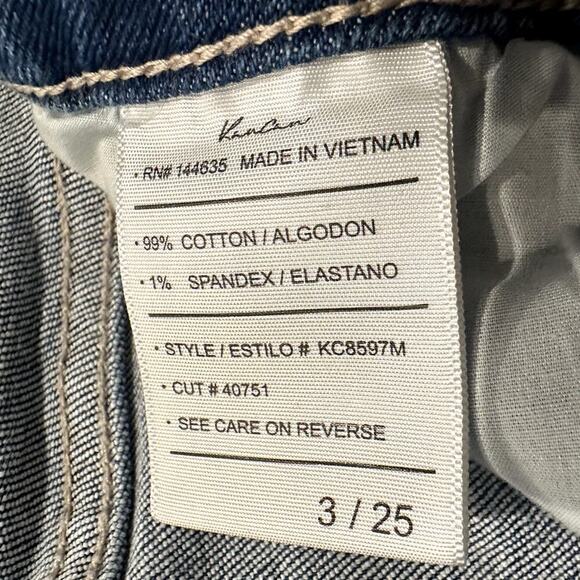 KanCan
• RN# 144635 MADE IN VIETNAM
• 99% COTTON / ALGODON
• 1% SPANDEX / ELASTANO
• STYLE / ESTILO # KC8597M
• CUT # 40751
• SEE CARE ON REVERSE
3 / 25